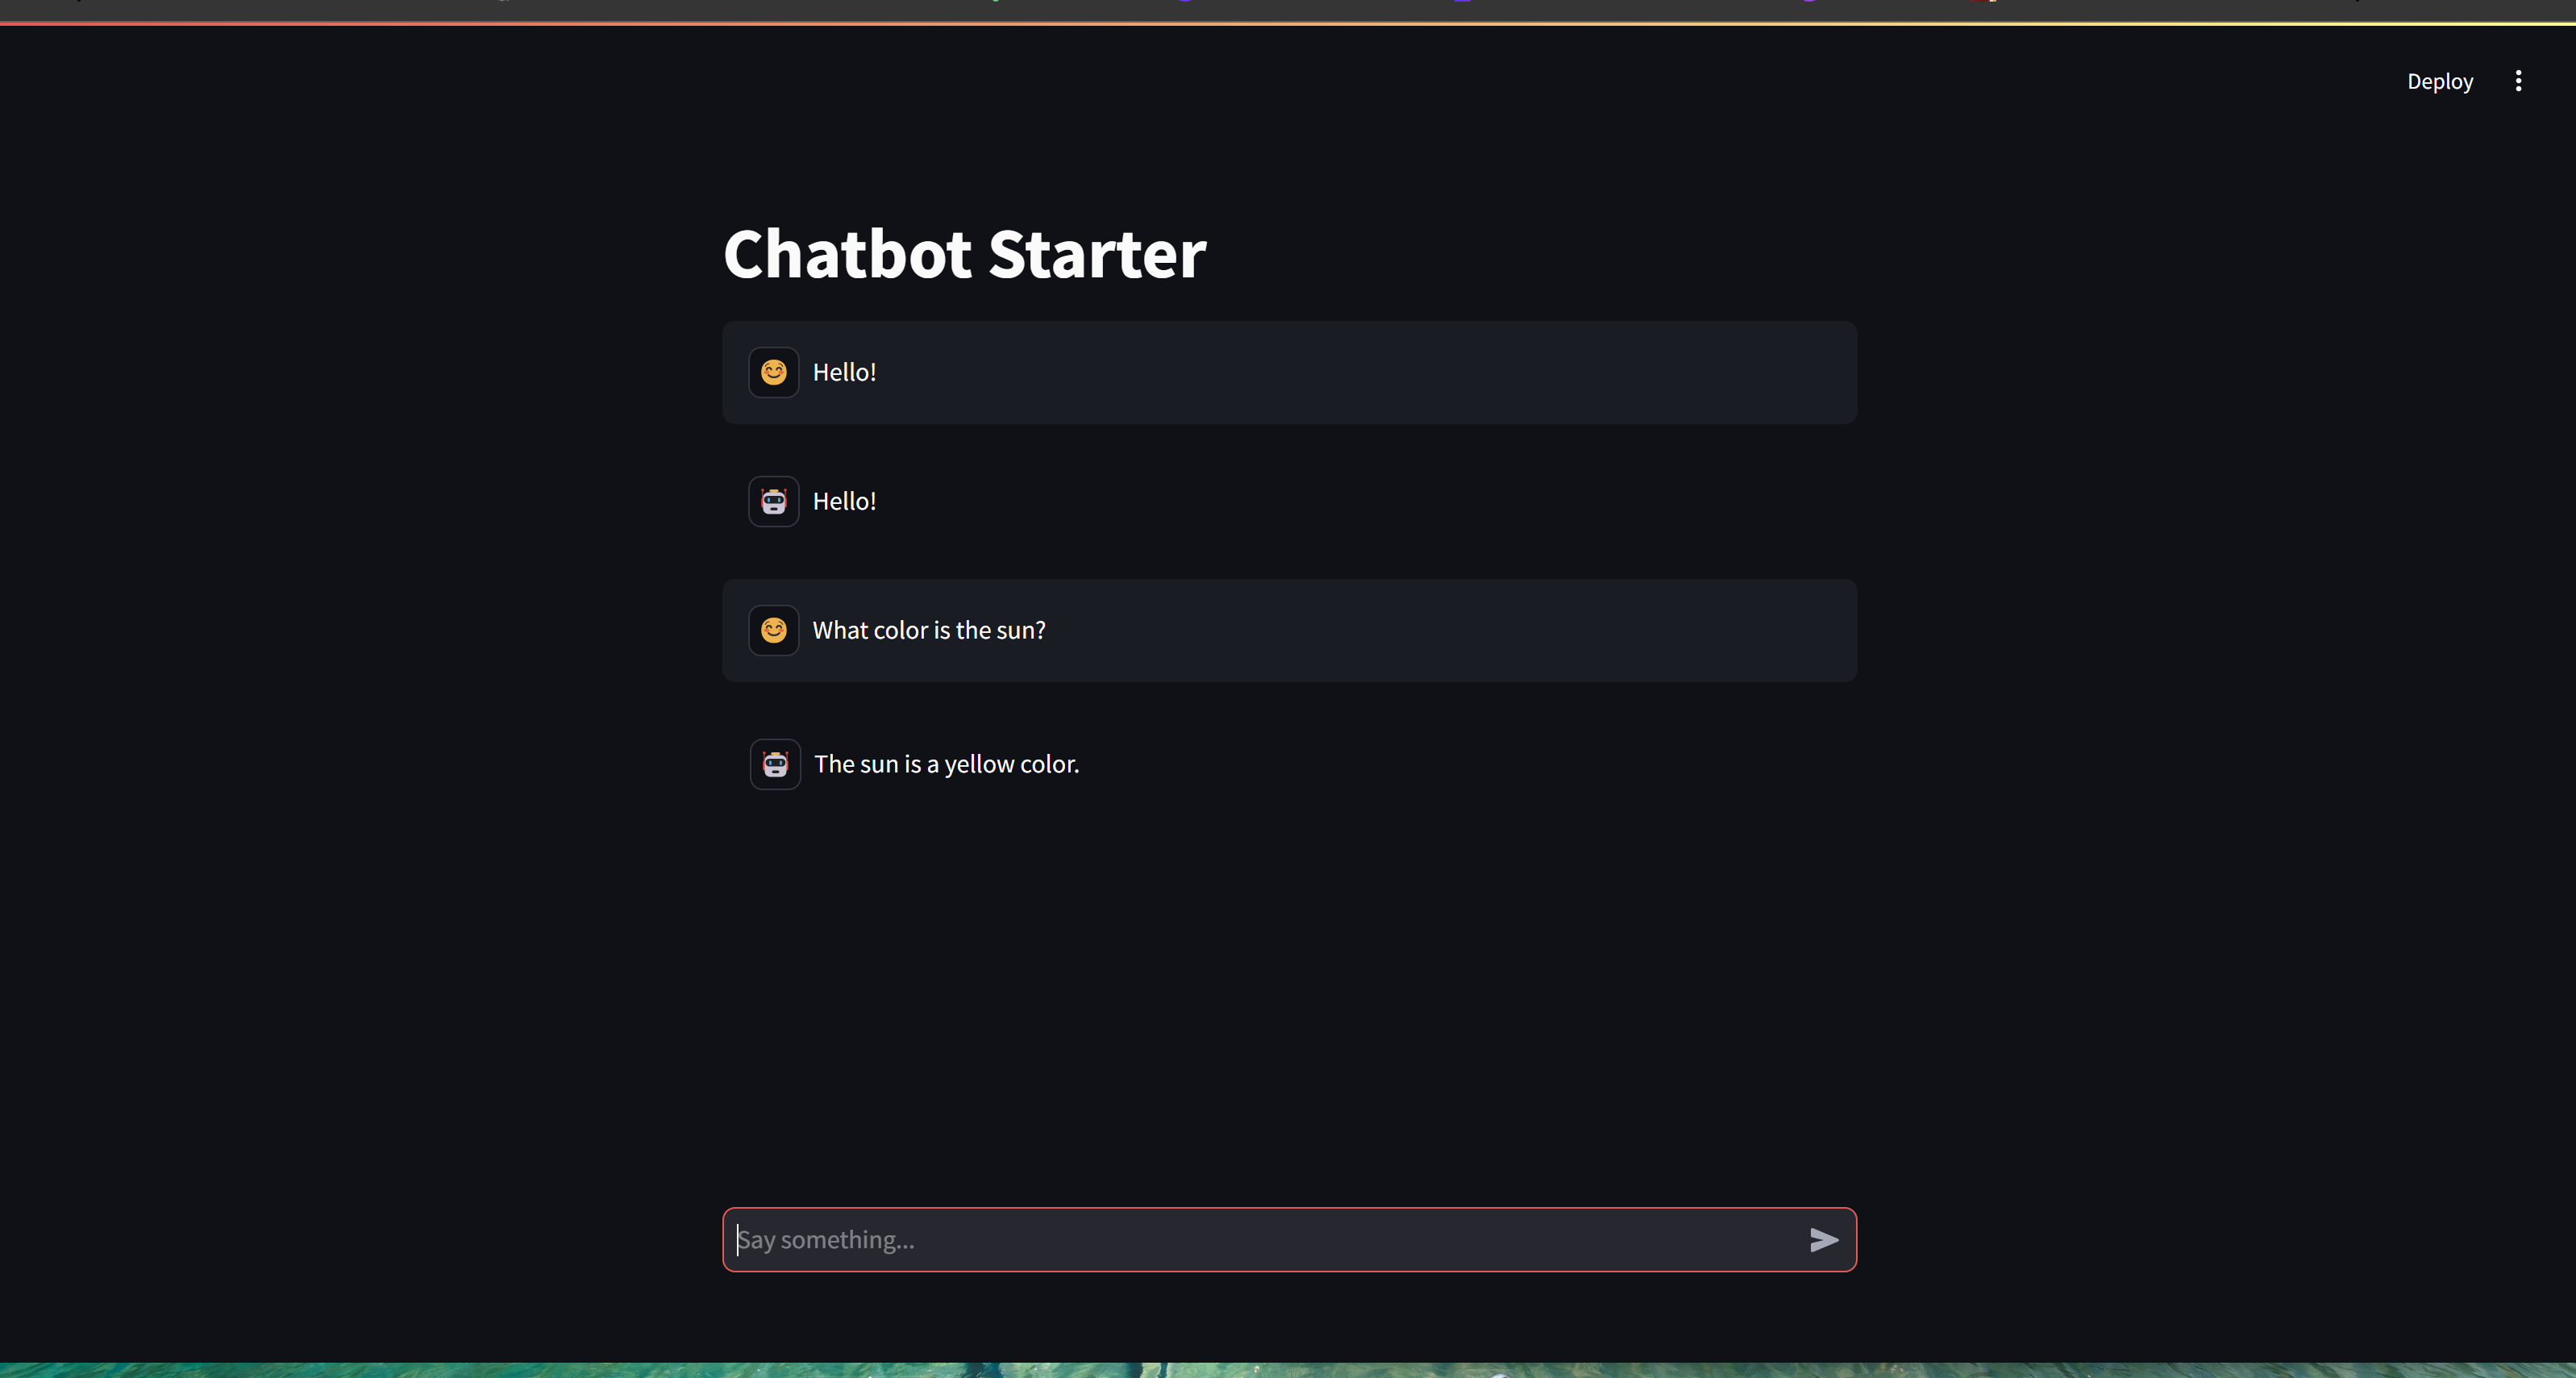 Deploy
Chatbot Starter
Hello!
Hello!
What color is the sun?
The sun is a yellow color.
Say something...